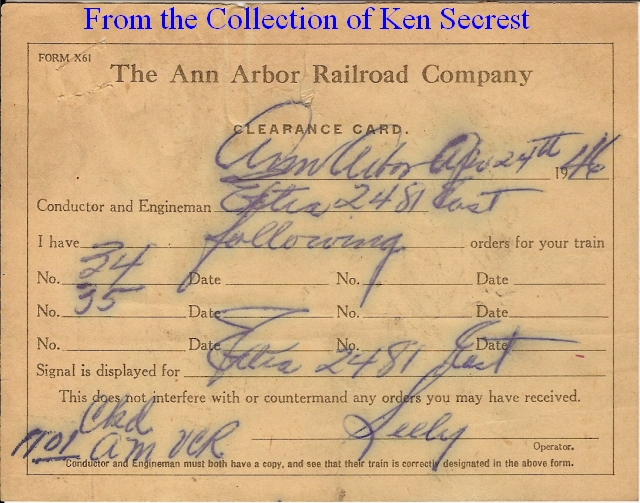 From the Collection of Ken Secrest
FORM X61
The Ann Arbor Railroad Company
CLEARANCE CARD.
Ann Arbor Apr 24th 1946
Conductor and Engineman Extra 2481 East
I have following orders for your train
No. 34 Date No. Date
No. 35 Date No. Date
No. Date No. Date
Signal is displayed for Extra 2481 East
This does not interfere with or countermand any orders you may have received.
Ckd
AM VCR Seeley
Operator.
Conductor and Engineman must both have a copy, and see that their train is correctly designated in the above form.